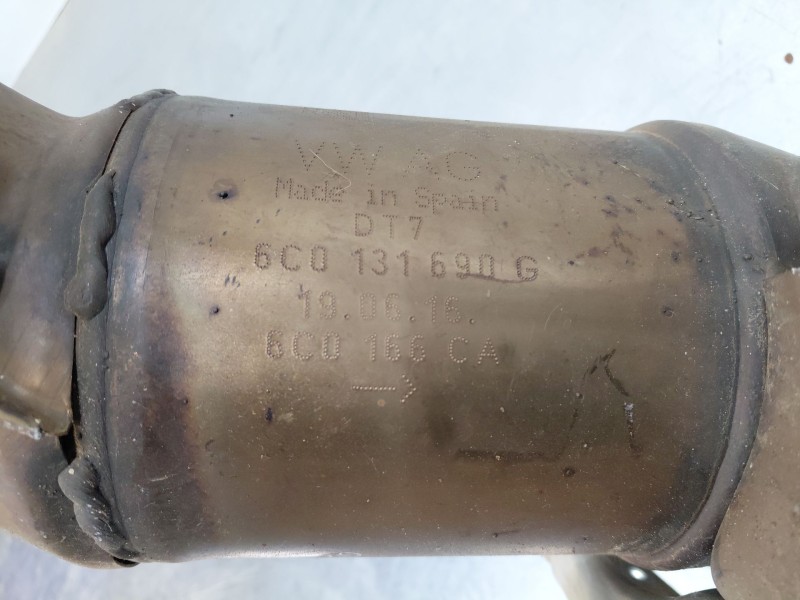 VW AG
Made in Spain
DT7
6C0 131 690 G
19.06.15.
6C0 166 CA